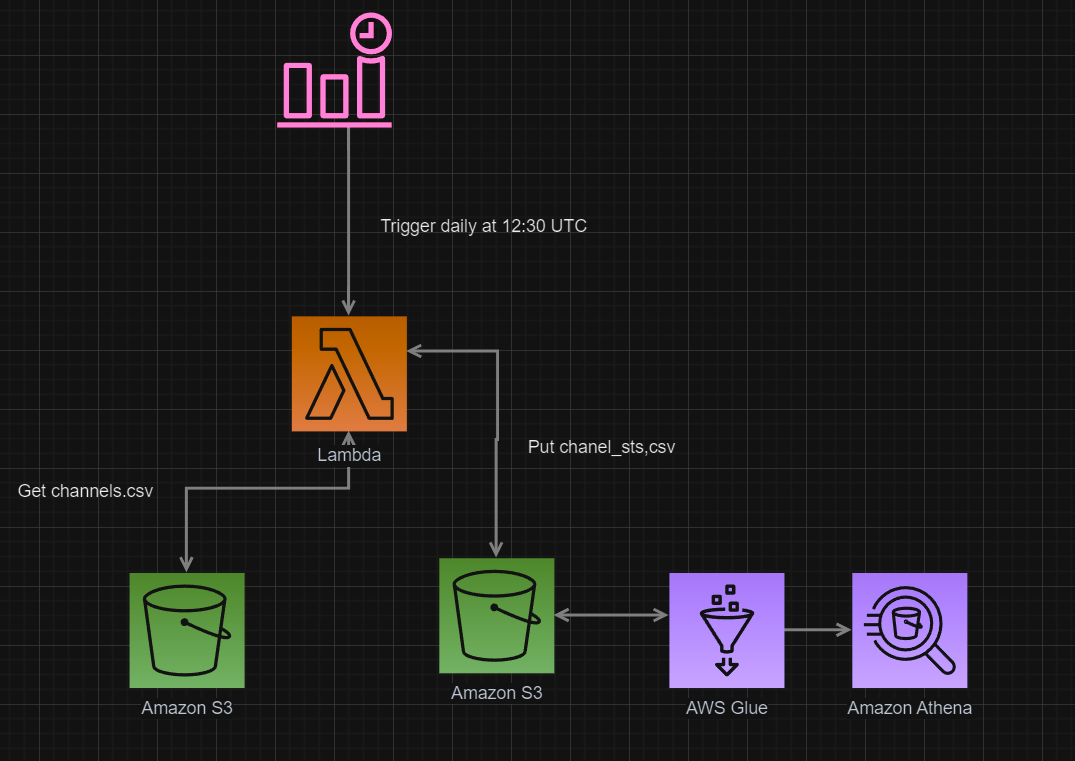 Trigger daily at 12:30 UTC
Lambda
Put chanel_sts,csv
Get channels.csv
Amazon S3
Amazon S3
AWS Glue
Amazon Athena